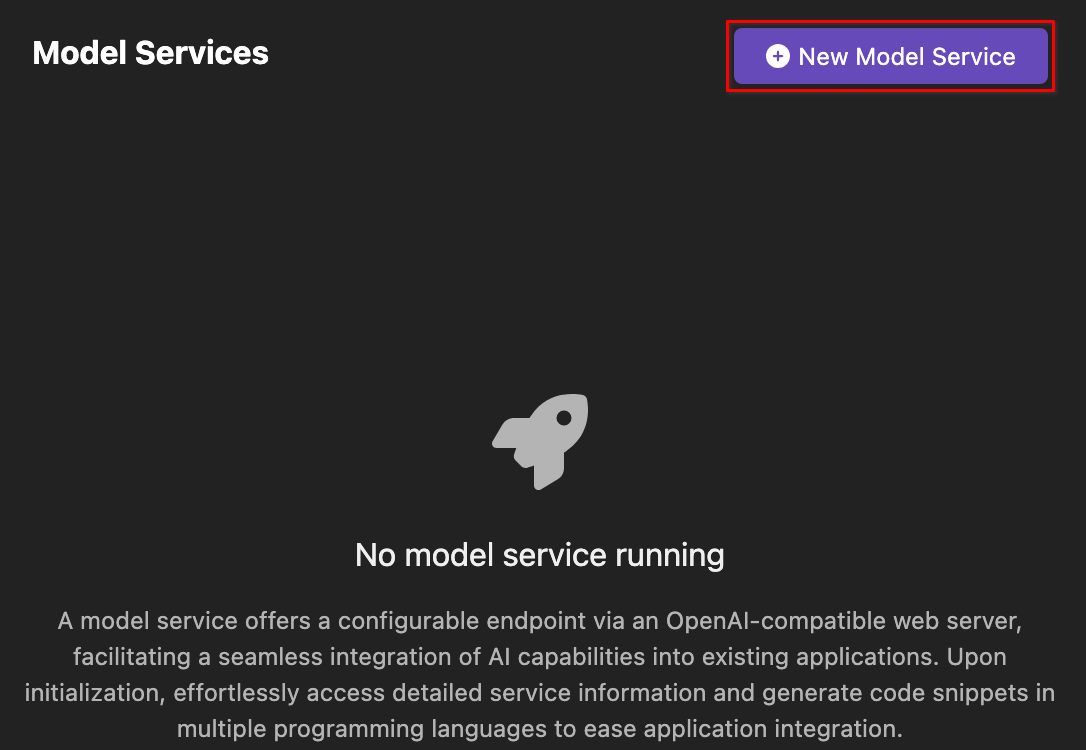 Model Services
New Model Service
No model service running
A model service offers a configurable endpoint via an OpenAI-compatible web server,
facilitating a seamless integration of AI capabilities into existing applications. Upon
initialization, effortlessly access detailed service information and generate code snippets in
multiple programming languages to ease application integration.